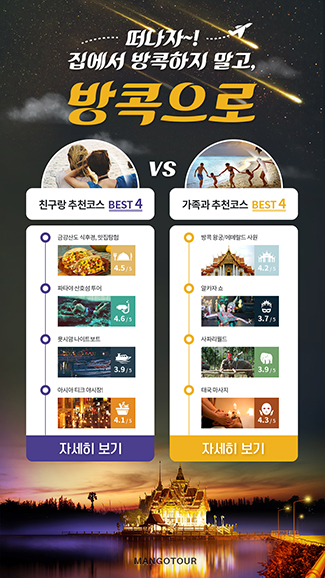 떠나자~!
집에서 방콕하지 말고,
방콕으로
VS
친구랑 추천코스 BEST 4
가족과 추천코스 BEST 4
금강산도 식후경, 맛집탐험
4.5 / 5
파타야 산호섬 투어
4.6 / 5
룸피니 나이트보트
3.9 / 5
아시아 티크 야시장!
4.1 / 5
자세히 보기
방콕 왕궁/에메랄드 사원
4.2 / 5
알카자 쇼
3.7 / 5
사파리월드
3.9 / 5
태국 마사지
4.3 / 5
자세히 보기
MANGOTOUR